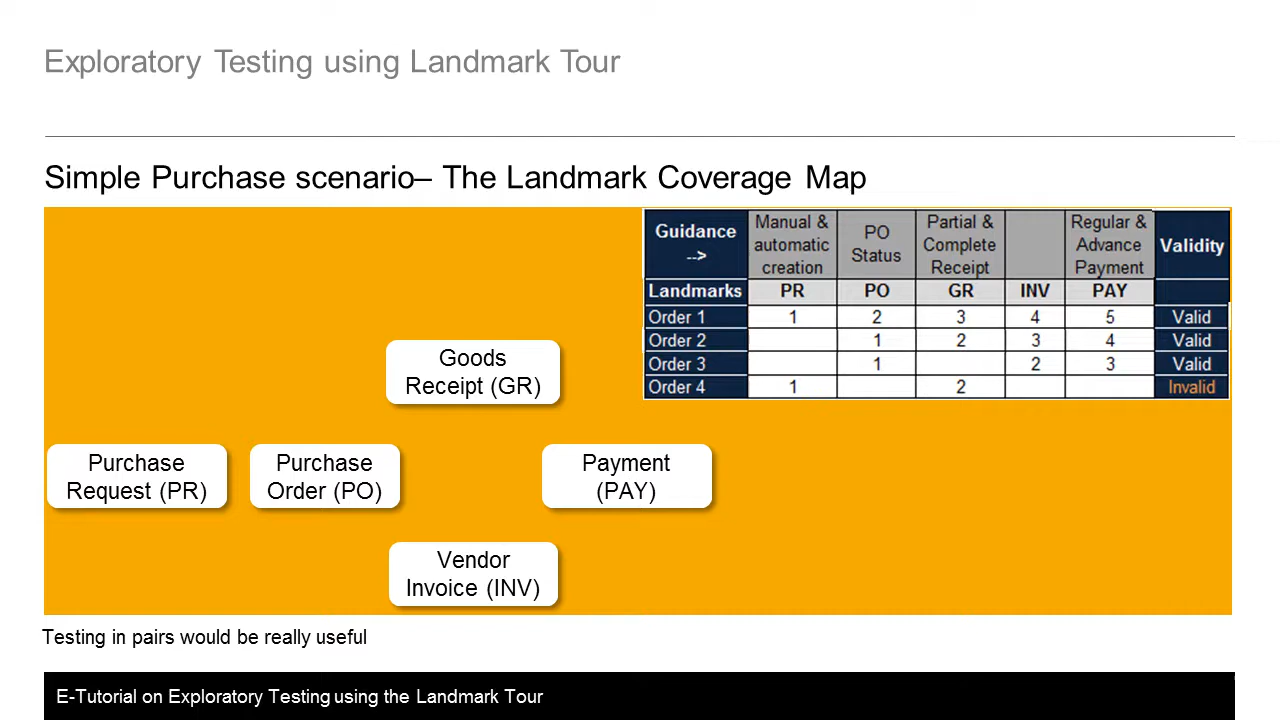 Exploratory Testing using Landmark Tour
Simple Purchase scenario– The Landmark Coverage Map
Guidance --> Manual & automatic creation PO Status Partial & Complete Receipt Regular & Advance Payment Validity
Landmarks PR PO GR INV PAY
Order 1 1 2 3 4 5 Valid
Order 2 1 2 3 4 Valid
Order 3 1 2 3 Valid
Order 4 1 2 Invalid
Goods
Receipt (GR)
Purchase
Request (PR)
Purchase
Order (PO)
Payment
(PAY)
Vendor
Invoice (INV)
Testing in pairs would be really useful
E-Tutorial on Exploratory Testing using the Landmark Tour